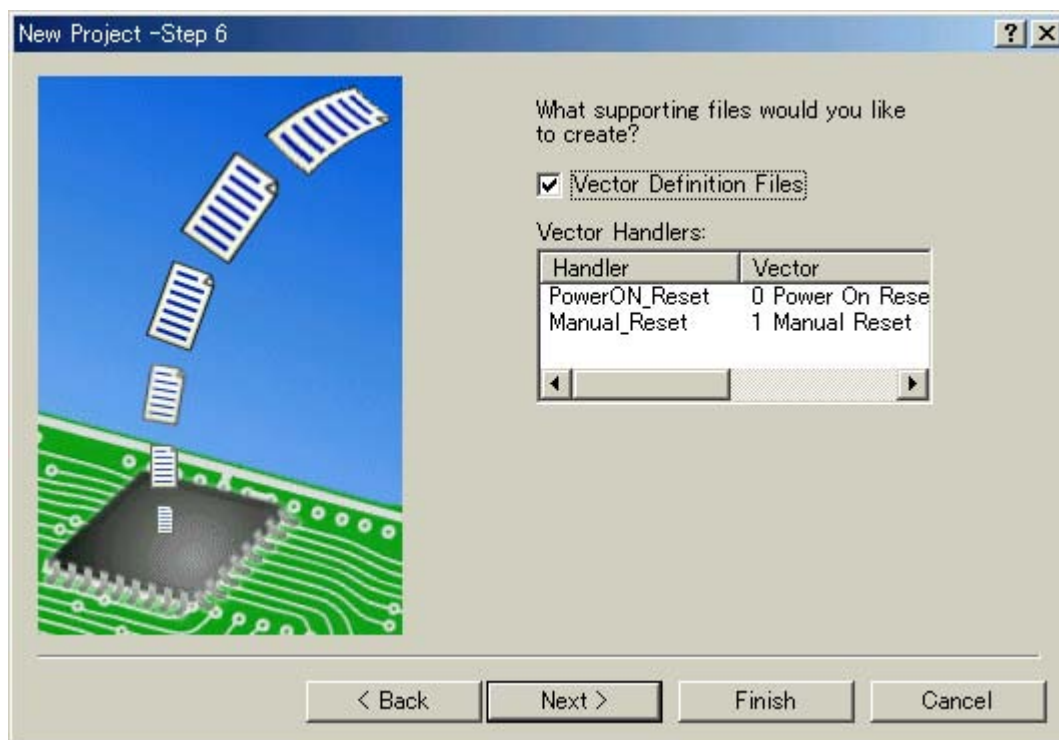 New Project -Step 6
What supporting files would you like
to create?
Vector Definition Files
Vector Handlers:
Handler Vector
PowerON_Reset 0 Power On Rese
Manual_Reset 1 Manual Reset
< Back Next > Finish Cancel